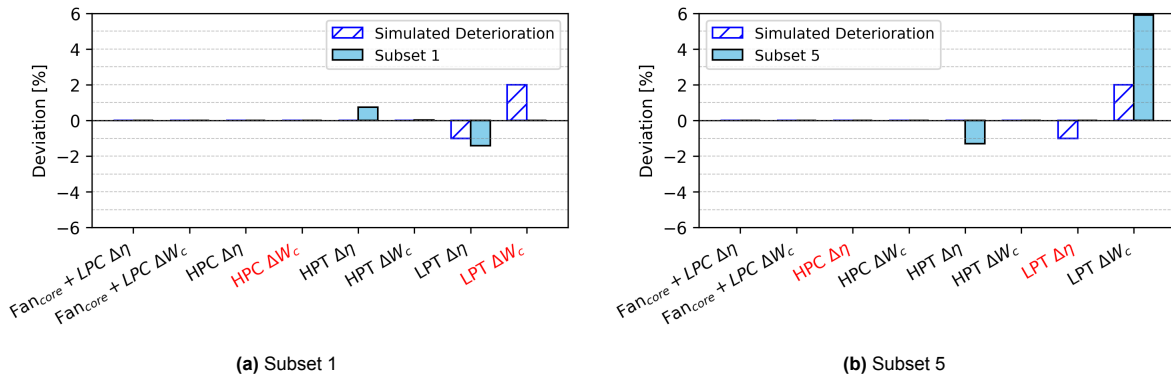 Deviation [%]
6
4
2
0
−2
−4
−6
Simulated Deterioration
Subset 1
Fan_core + LPC Δη
Fan_core + LPC ΔW_c
HPC Δη
HPC ΔW_c
HPT Δη
HPT ΔW_c
LPT Δη
LPT ΔW_c
(a) Subset 1
Deviation [%]
6
4
2
0
−2
−4
−6
Simulated Deterioration
Subset 5
Fan_core + LPC Δη
Fan_core + LPC ΔW_c
HPC Δη
HPC ΔW_c
HPT Δη
HPT ΔW_c
LPT Δη
LPT ΔW_c
(b) Subset 5